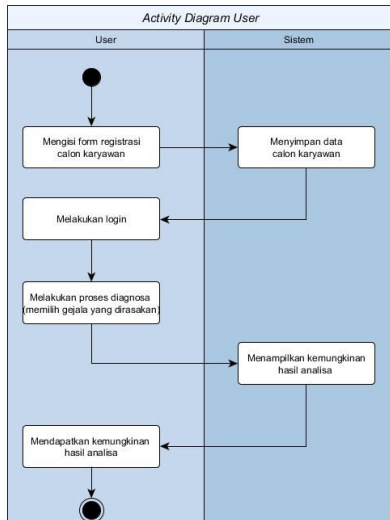 Activity Diagram User
User
Sistem
Mengisi form registrasi
calon karyawan
Menyimpan data
calon karyawan
Melakukan login
Melakukan proses diagnosa
(memilih gejala yang dirasakan)
Menampilkan kemungkinan
hasil analisa
Mendapatkan kemungkinan
hasil analisa